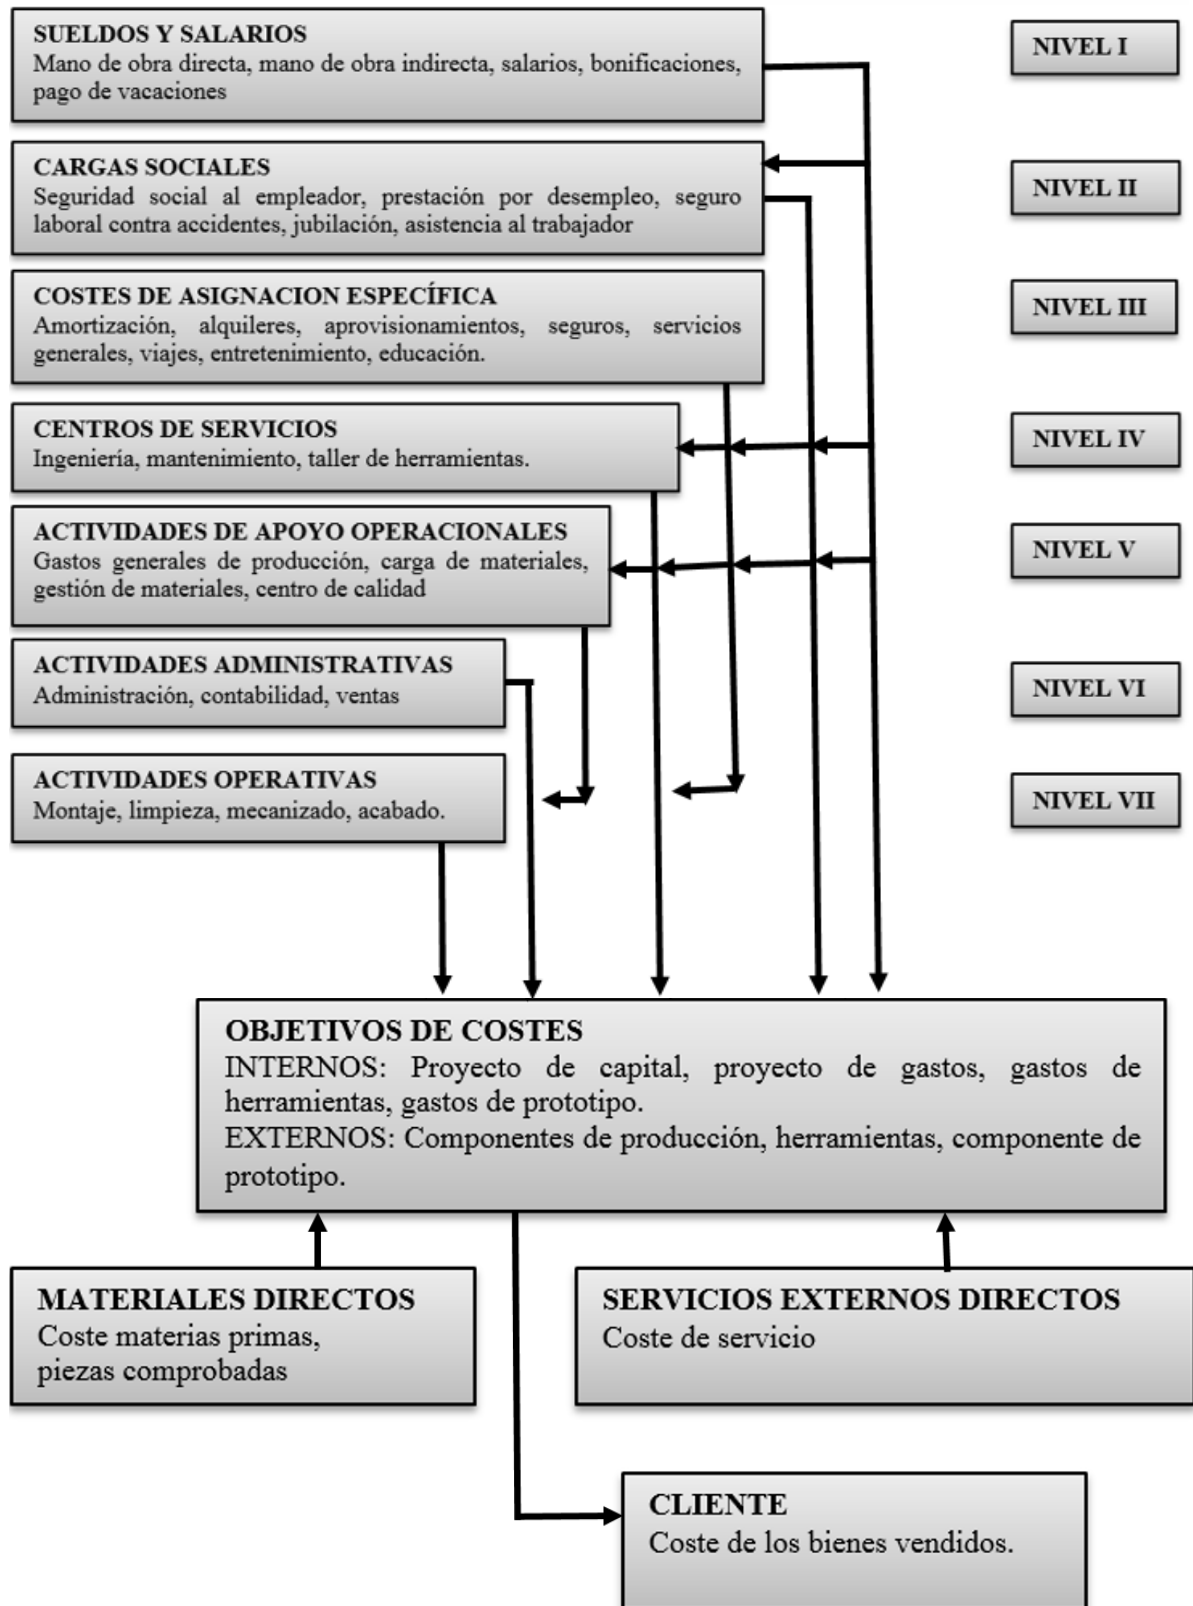 SUELDOS Y SALARIOS
Mano de obra directa, mano de obra indirecta, salarios, bonificaciones,
pago de vacaciones
NIVEL I
CARGAS SOCIALES
Seguridad social al empleador, prestación por desempleo, seguro
laboral contra accidentes, jubilación, asistencia al trabajador
NIVEL II
COSTES DE ASIGNACION ESPECÍFICA
Amortización, alquileres, aprovisionamientos, seguros, servicios
generales, viajes, entretenimiento, educación.
NIVEL III
CENTROS DE SERVICIOS
Ingeniería, mantenimiento, taller de herramientas.
NIVEL IV
ACTIVIDADES DE APOYO OPERACIONALES
Gastos generales de producción, carga de materiales,
gestión de materiales, centro de calidad
NIVEL V
ACTIVIDADES ADMINISTRATIVAS
Administración, contabilidad, ventas
NIVEL VI
ACTIVIDADES OPERATIVAS
Montaje, limpieza, mecanizado, acabado.
NIVEL VII
OBJETIVOS DE COSTES
INTERNOS: Proyecto de capital, proyecto de gastos, gastos de
herramientas, gastos de prototipo.
EXTERNOS: Componentes de producción, herramientas, componente de
prototipo.
MATERIALES DIRECTOS
Coste materias primas,
piezas comprobadas
SERVICIOS EXTERNOS DIRECTOS
Coste de servicio
CLIENTE
Coste de los bienes vendidos.